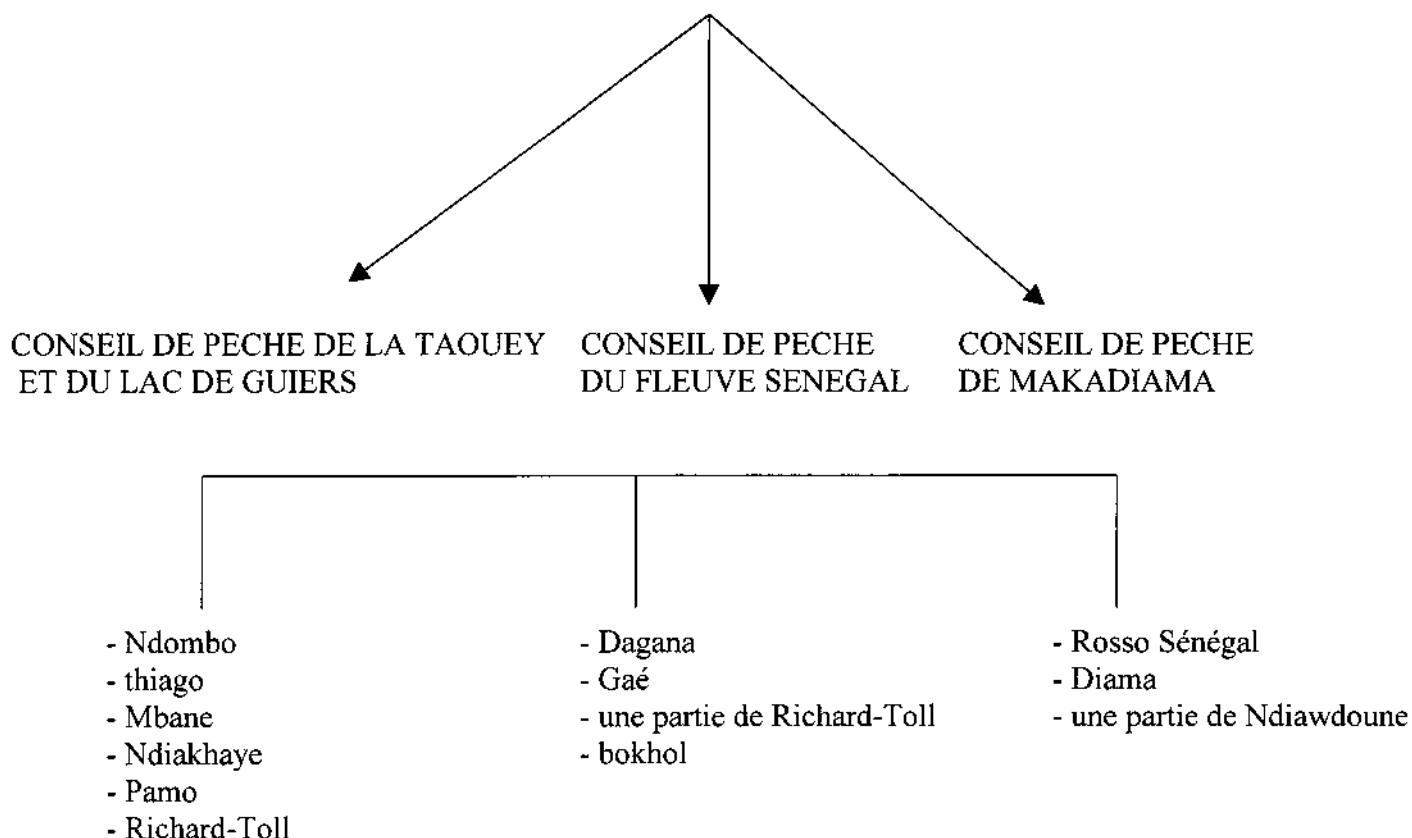 CONSEIL DE PECHE DE LA TAOUEY
ET DU LAC DE GUIERS
CONSEIL DE PECHE
DU FLEUVE SENEGAL
CONSEIL DE PECHE
DE MAKADIAMA
- Ndombo
- thiago
- Mbane
- Ndiakhaye
- Pamo
- Richard-Toll
- Dagana
- Gaé
- une partie de Richard-Toll
- bokhol
- Rosso Sénégal
- Diama
- une partie de Ndiawdoune